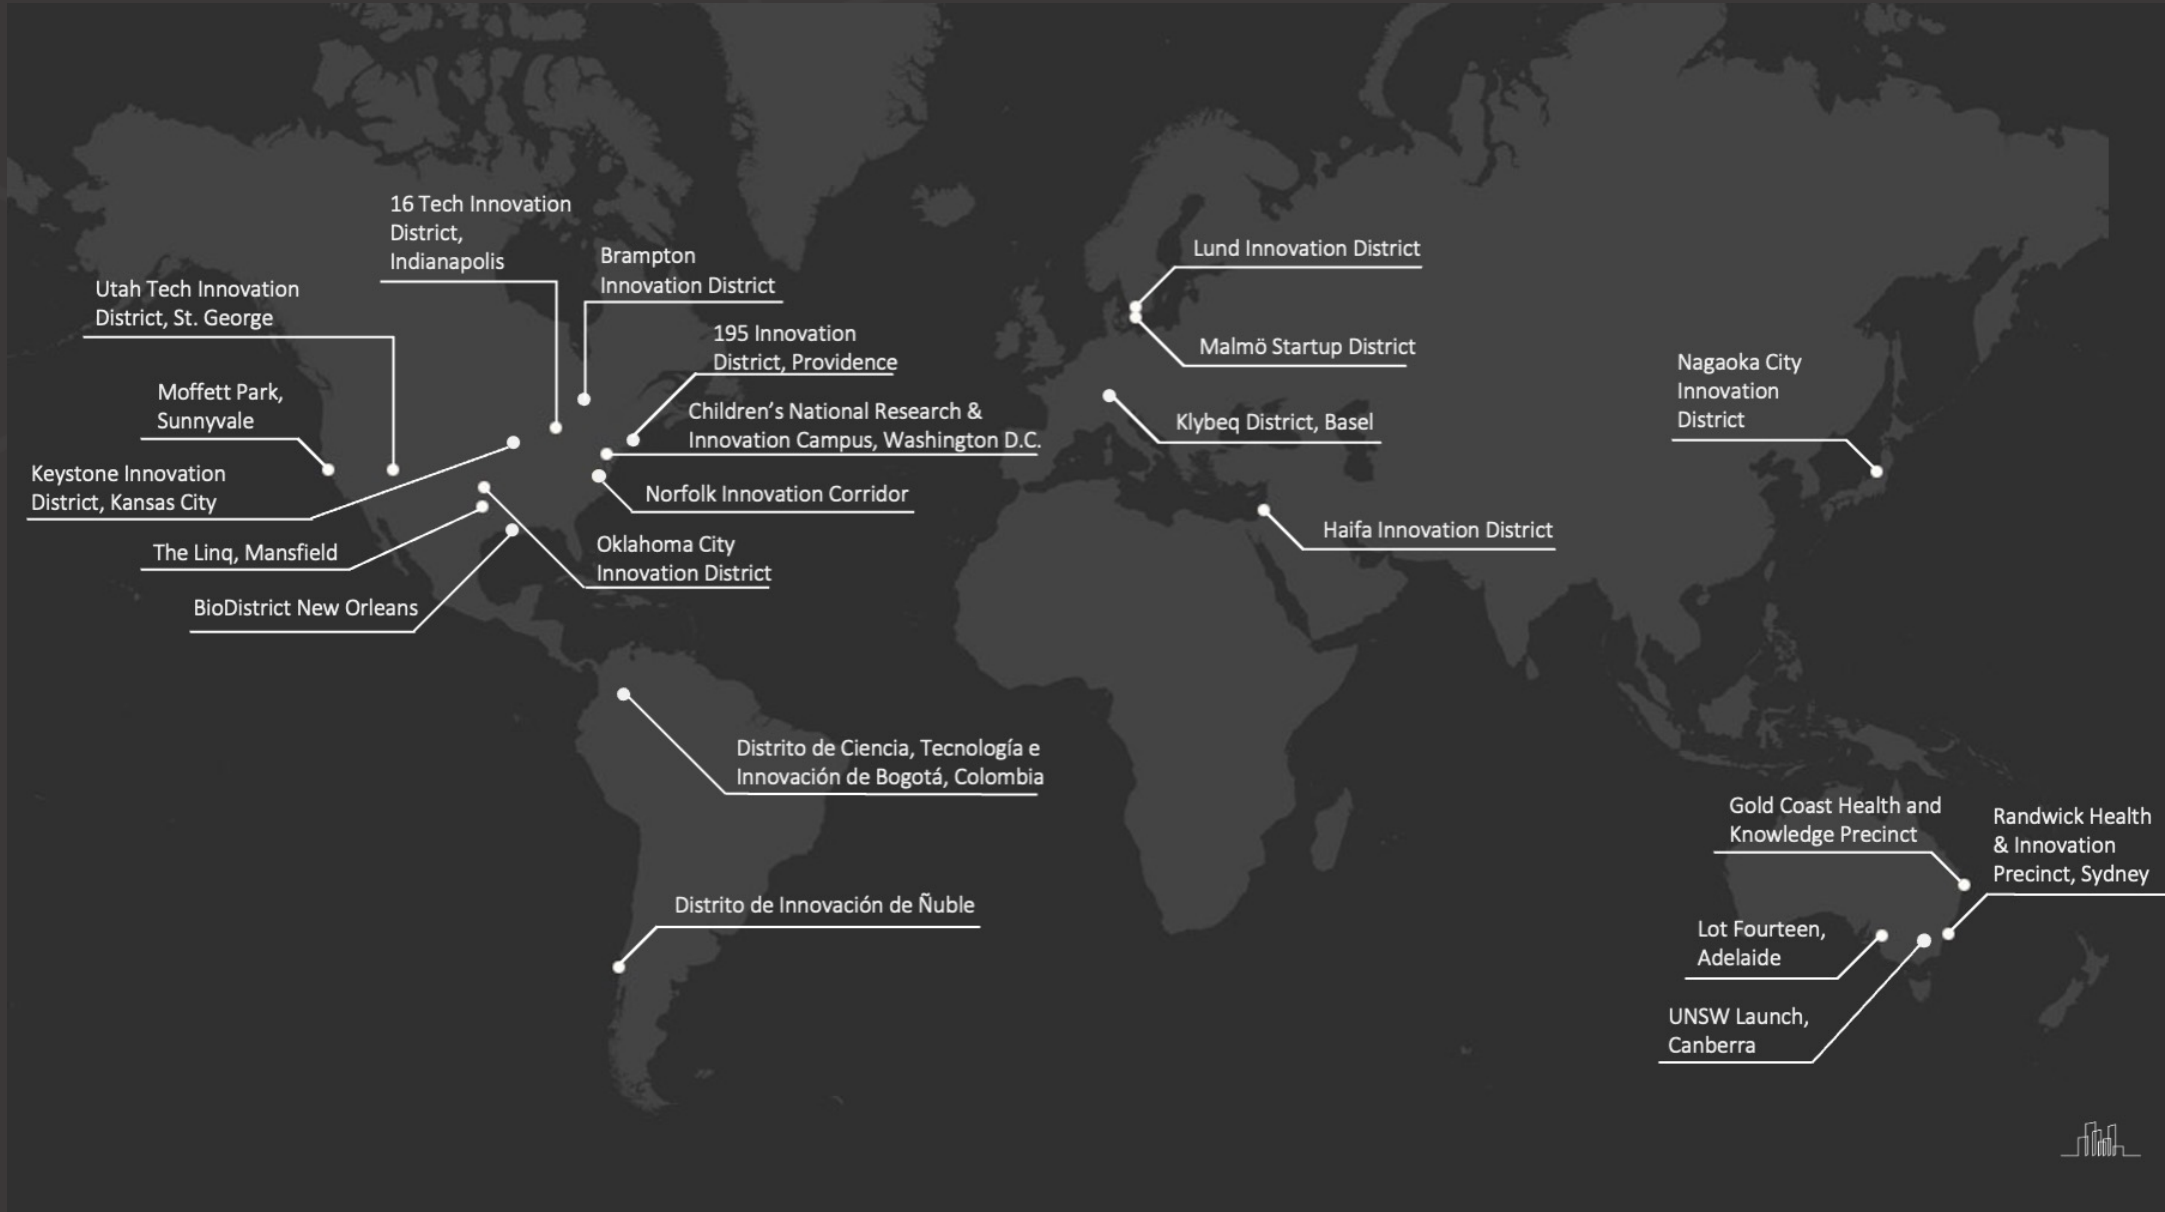 16 Tech Innovation
District,
Indianapolis
Brampton
Innovation District
Utah Tech Innovation
District, St. George
195 Innovation
District, Providence
Moffett Park,
Sunnyvale
Children’s National Research &
Innovation Campus, Washington D.C.
Keystone Innovation
District, Kansas City
Norfolk Innovation Corridor
The Linq, Mansfield
Oklahoma City
Innovation District
BioDistrict New Orleans
Lund Innovation District
Malmö Startup District
Klybeq District, Basel
Haifa Innovation District
Nagaoka City
Innovation
District
Distrito de Ciencia, Tecnología e
Innovación de Bogotá, Colombia
Distrito de Innovación de Ñuble
Gold Coast Health and
Knowledge Precinct
Randwick Health
& Innovation
Precinct, Sydney
Lot Fourteen,
Adelaide
UNSW Launch,
Canberra